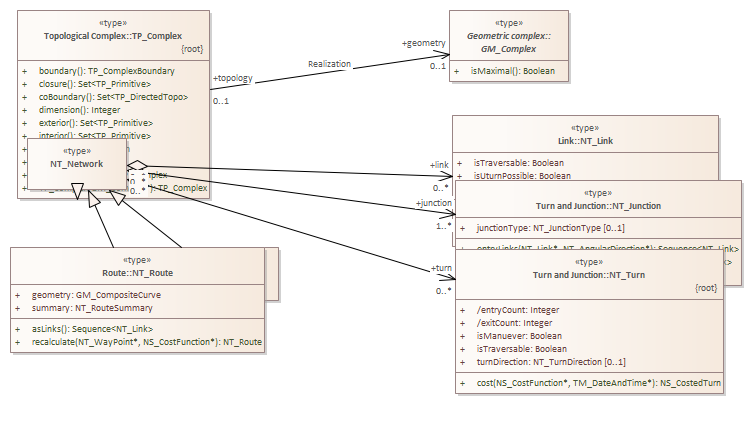 «type»
Topological Complex::TP_Complex
{root}
+ boundary(): TP_ComplexBoundary
+ closure(): Set<TP_Primitive>
+ coBoundary(): Set<TP_DirectedTopo>
+ dimension(): Integer
+ exterior(): Set<TP_Primitive>
+ interior(): Set<TP_Primitive>
+
+
+
+ ): TP_Complex
«type»
NT_Network
+topology
0..1
Realization
+geometry
0..1
«type»
Geometric complex::
GM_Complex
+ isMaximal(): Boolean
«type»
Link::NT_Link
+ isTraversable: Boolean
+ isUturnPossible: Boolean
+link
0..*
«type»
Turn and Junction::NT_Junction
+ junctionType: NT_JunctionType [0..1]
+ entryLinks(NT_Link*, NT_AngularDirection*): Sequence<NT_Link>
+junction
1..*
0..*
«type»
Turn and Junction::NT_Turn
{root}
+ /entryCount: Integer
+ /exitCount: Integer
+ isManuever: Boolean
+ isTraversable: Boolean
+ turnDirection: NT_TurnDirection [0..1]
+ cost(NS_CostFunction*, TM_DateAndTime*): NS_CostedTurn
+turn
0..*
«type»
Route::NT_Route
+ geometry: GM_CompositeCurve
+ summary: NT_RouteSummary
+ asLinks(): Sequence<NT_Link>
+ recalculate(NT_WayPoint*, NS_CostFunction*): NT_Route